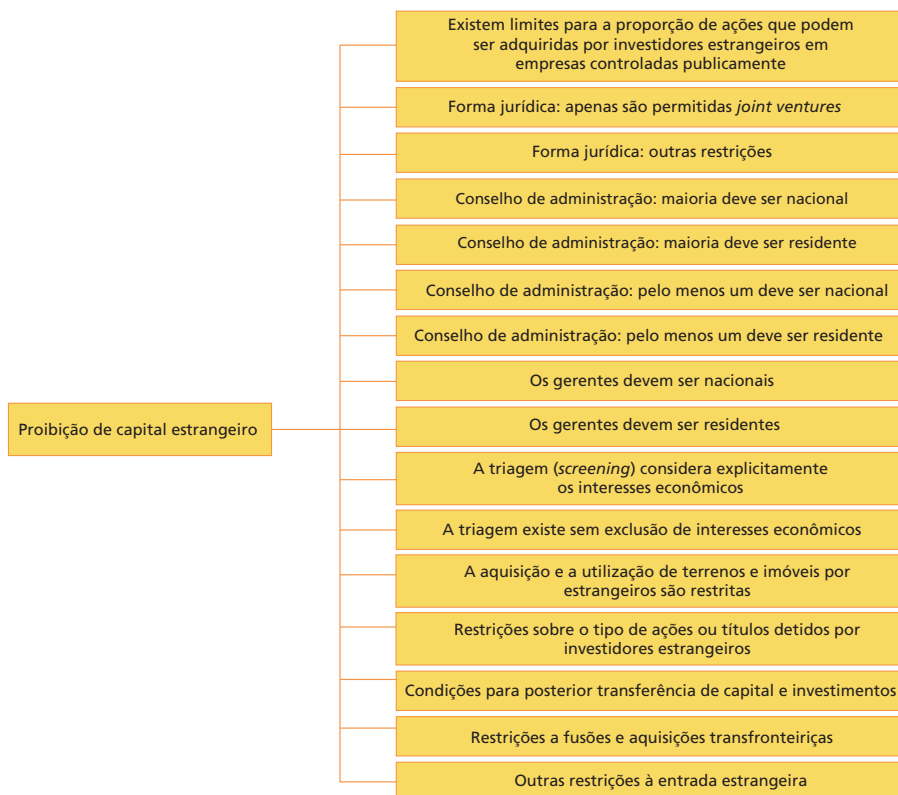 Existem limites para a proporção de ações que podem
ser adquiridas por investidores estrangeiros em
empresas controladas publicamente
Forma jurídica: apenas são permitidas joint ventures
Forma jurídica: outras restrições
Conselho de administração: maioria deve ser nacional
Conselho de administração: maioria deve ser residente
Conselho de administração: pelo menos um deve ser nacional
Conselho de administração: pelo menos um deve ser residente
Os gerentes devem ser nacionais
Proibição de capital estrangeiro
Os gerentes devem ser residentes
A triagem (screening) considera explicitamente
os interesses econômicos
A triagem existe sem exclusão de interesses econômicos
A aquisição e a utilização de terrenos e imóveis por
estrangeiros são restritas
Restrições sobre o tipo de ações ou títulos detidos por
investidores estrangeiros
Condições para posterior transferência de capital e investimentos
Restrições a fusões e aquisições transfronteiriças
Outras restrições à entrada estrangeira